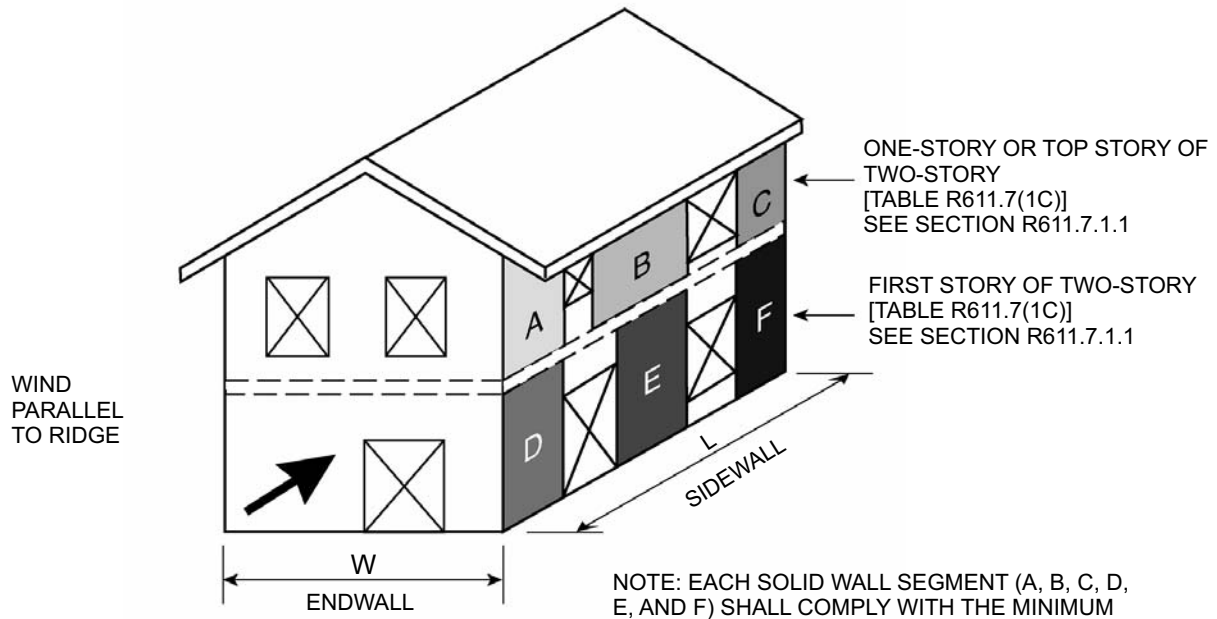 ONE-STORY OR TOP STORY OF
TWO-STORY
[TABLE R611.7(1C)]
SEE SECTION R611.7.1.1
FIRST STORY OF TWO-STORY
[TABLE R611.7(1C)]
SEE SECTION R611.7.1.1
A
B
C
D
E
F
WIND
PARALLEL
TO RIDGE
L
SIDEWALL
W
ENDWALL
NOTE: EACH SOLID WALL SEGMENT (A, B, C, D,
E, AND F) SHALL COMPLY WITH THE MINIMUM